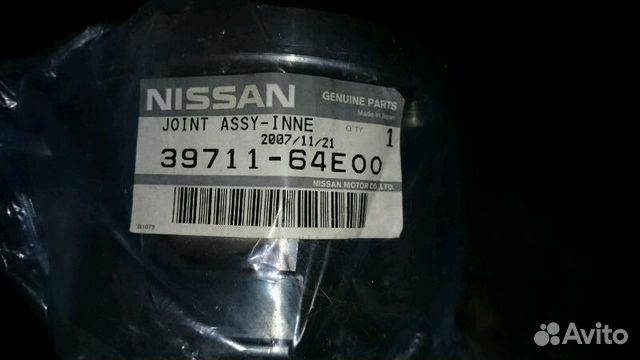 NISSAN
GENUINE PARTS
Made in Japan
JOINT ASSY-INNE
Q'TY
1
2007/11/21
39711-64E00
NISSAN MOTOR CO.,LTD.
B1073
Avito